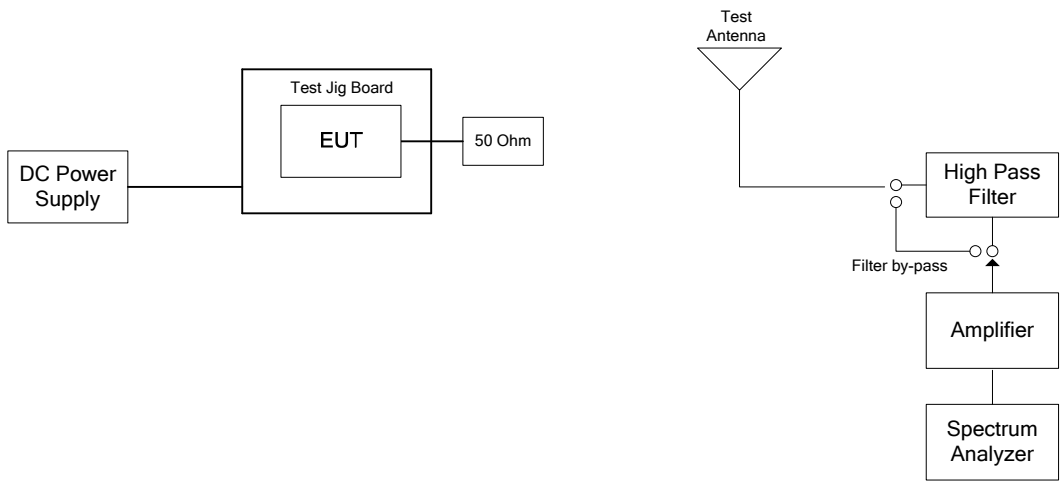 Test
Antenna
Test Jig Board
EUT
50 Ohm
DC Power
Supply
High Pass
Filter
Filter by-pass
Amplifier
Spectrum
Analyzer